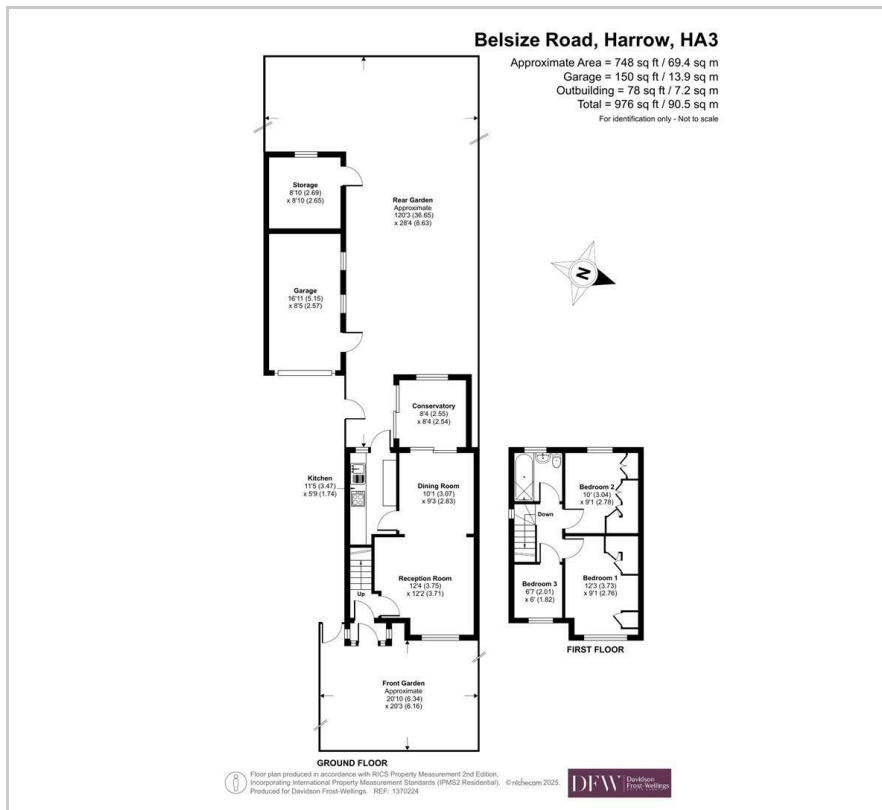 Belsize Road, Harrow, HA3
Approximate Area = 748 sq ft / 69.4 sq m
Garage = 150 sq ft / 13.9 sq m
Outbuilding = 78 sq ft / 7.2 sq m
Total = 976 sq ft / 90.5 sq m
For identification only - Not to scale
Storage
8'10 (2.69)
x 8'10 (2.65)
Rear Garden
Approximate
120'3 (36.65)
x 28'4 (8.63)
Garage
16'11 (5.15)
x 8'5 (2.57)
N
Conservatory
8'4 (2.55)
x 8'4 (2.54)
Kitchen
11'5 (3.47)
x 5'9 (1.74)
Dining Room
10'1 (3.07)
x 9'3 (2.83)
Reception Room
12'4 (3.75)
x 12'2 (3.71)
Up
Front Garden
Approximate
20'10 (6.34)
x 20'3 (6.16)
GROUND FLOOR
Bedroom 2
10' (3.04)
x 9'1 (2.78)
Down
Bedroom 1
12'3 (3.73)
x 9'1 (2.76)
Bedroom 3
6'7 (2.01)
x 6' (1.82)
FIRST FLOOR
Floor plan produced in accordance with RICS Property Measurement 2nd Edition,
Incorporating International Property Measurement Standards (IPMS2 Residential). © nichecom 2025.
Produced for Davidson Frost-Wellings. REF: 1370224
DFW
Davidson
Frost-Wellings